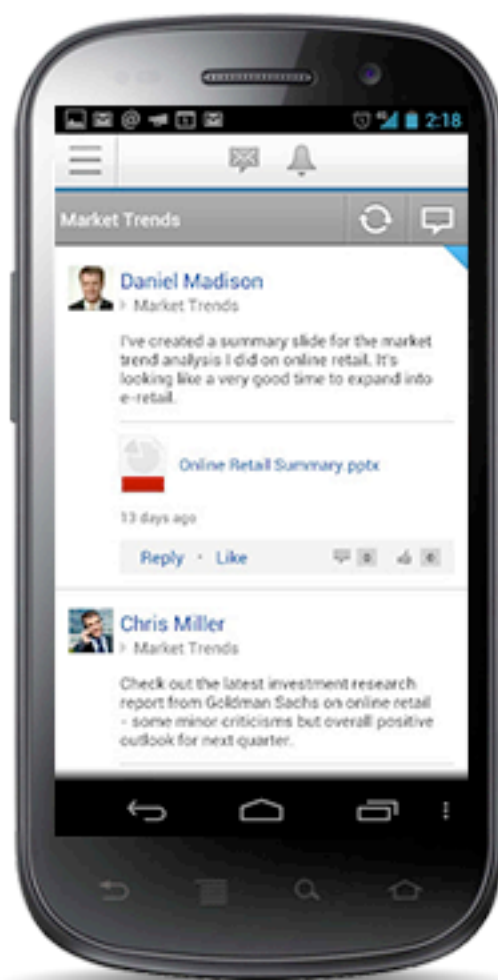 2:18
Market Trends
Daniel Madison
> Market Trends
I've created a summary slide for the market
trend analysis I did on online retail. It's
looking like a very good time to expand into
e-retail.
Online Retail Summary.pptx
13 days ago
Reply · Like 0 0
Chris Miller
> Market Trends
Check out the latest investment research
report from Goldman Sachs on online retail
- some minor criticisms but overall positive
outlook for next quarter.